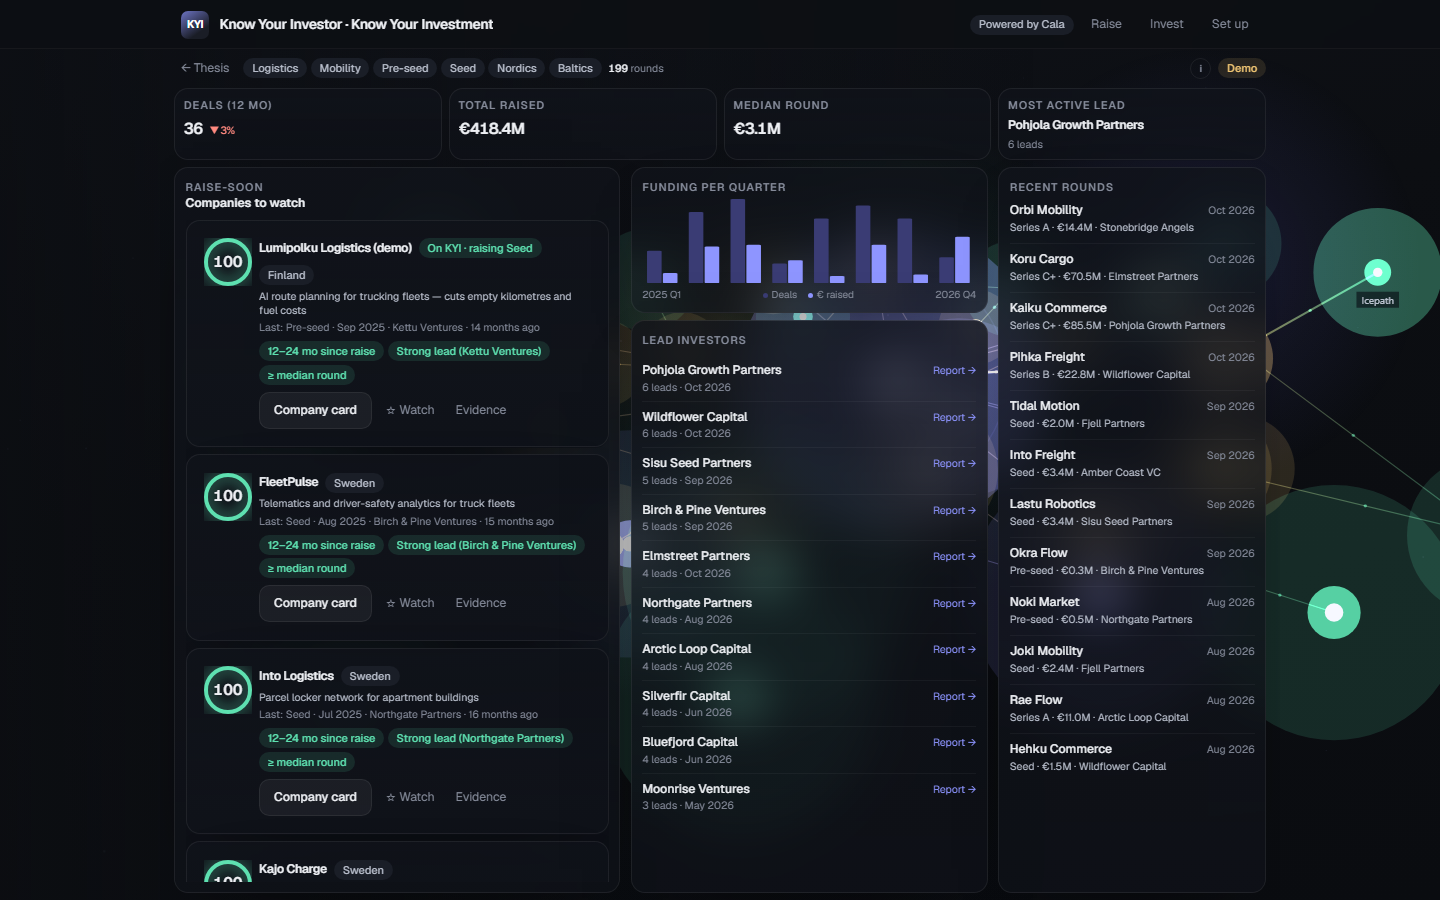 KYI Know Your Investor · Know Your Investment
Powered by Cala Raise Invest Set up
← Thesis Logistics Mobility Pre-seed Seed Nordics Baltics 199 rounds
i Demo
DEALS (12 MO)
36 ▼3%
TOTAL RAISED
€418.4M
MEDIAN ROUND
€3.1M
MOST ACTIVE LEAD
Pohjola Growth Partners
6 leads
RAISE-SOON
Companies to watch
100
Lumipolku Logistics (demo) On KYI · raising Seed
Finland
AI route planning for trucking fleets — cuts empty kilometres and
fuel costs
Last: Pre-seed · Sep 2025 · Kettu Ventures · 14 months ago
12–24 mo since raise Strong lead (Kettu Ventures)
≥ median round
Company card ☆ Watch Evidence
100
FleetPulse Sweden
Telematics and driver-safety analytics for truck fleets
Last: Seed · Aug 2025 · Birch & Pine Ventures · 15 months ago
12–24 mo since raise Strong lead (Birch & Pine Ventures)
≥ median round
Company card ☆ Watch Evidence
100
Into Logistics Sweden
Parcel locker network for apartment buildings
Last: Seed · Jul 2025 · Northgate Partners · 16 months ago
12–24 mo since raise Strong lead (Northgate Partners)
≥ median round
Company card ☆ Watch Evidence
100
Kajo Charge Sweden
FUNDING PER QUARTER
2025 Q1 Deals € raised 2026 Q4
LEAD INVESTORS
Pohjola Growth Partners Report →
6 leads · Oct 2026
Wildflower Capital Report →
6 leads · Oct 2026
Sisu Seed Partners Report →
5 leads · Sep 2026
Birch & Pine Ventures Report →
5 leads · Sep 2026
Elmstreet Partners Report →
4 leads · Oct 2026
Northgate Partners Report →
4 leads · Aug 2026
Arctic Loop Capital Report →
4 leads · Aug 2026
Silverfir Capital Report →
4 leads · Jun 2026
Bluefjord Capital Report →
4 leads · Jun 2026
Moonrise Ventures Report →
3 leads · May 2026
RECENT ROUNDS
Orbi Mobility Oct 2026
Series A · €14.4M · Stonebridge Angels
Koru Cargo Oct 2026
Series C+ · €70.5M · Elmstreet Partners
Kaiku Commerce Oct 2026
Series C+ · €85.5M · Pohjola Growth Partners
Pihka Freight Oct 2026
Series B · €22.8M · Wildflower Capital
Tidal Motion Sep 2026
Seed · €2.0M · Fjell Partners
Into Freight Sep 2026
Seed · €3.4M · Amber Coast VC
Lastu Robotics Sep 2026
Seed · €3.4M · Sisu Seed Partners
Okra Flow Sep 2026
Pre-seed · €0.3M · Birch & Pine Ventures
Noki Market Aug 2026
Pre-seed · €0.5M · Northgate Partners
Joki Mobility Aug 2026
Seed · €2.4M · Fjell Partners
Rae Flow Aug 2026
Series A · €11.0M · Arctic Loop Capital
Hehku Commerce Aug 2026
Seed · €1.5M · Wildflower Capital
Icepath